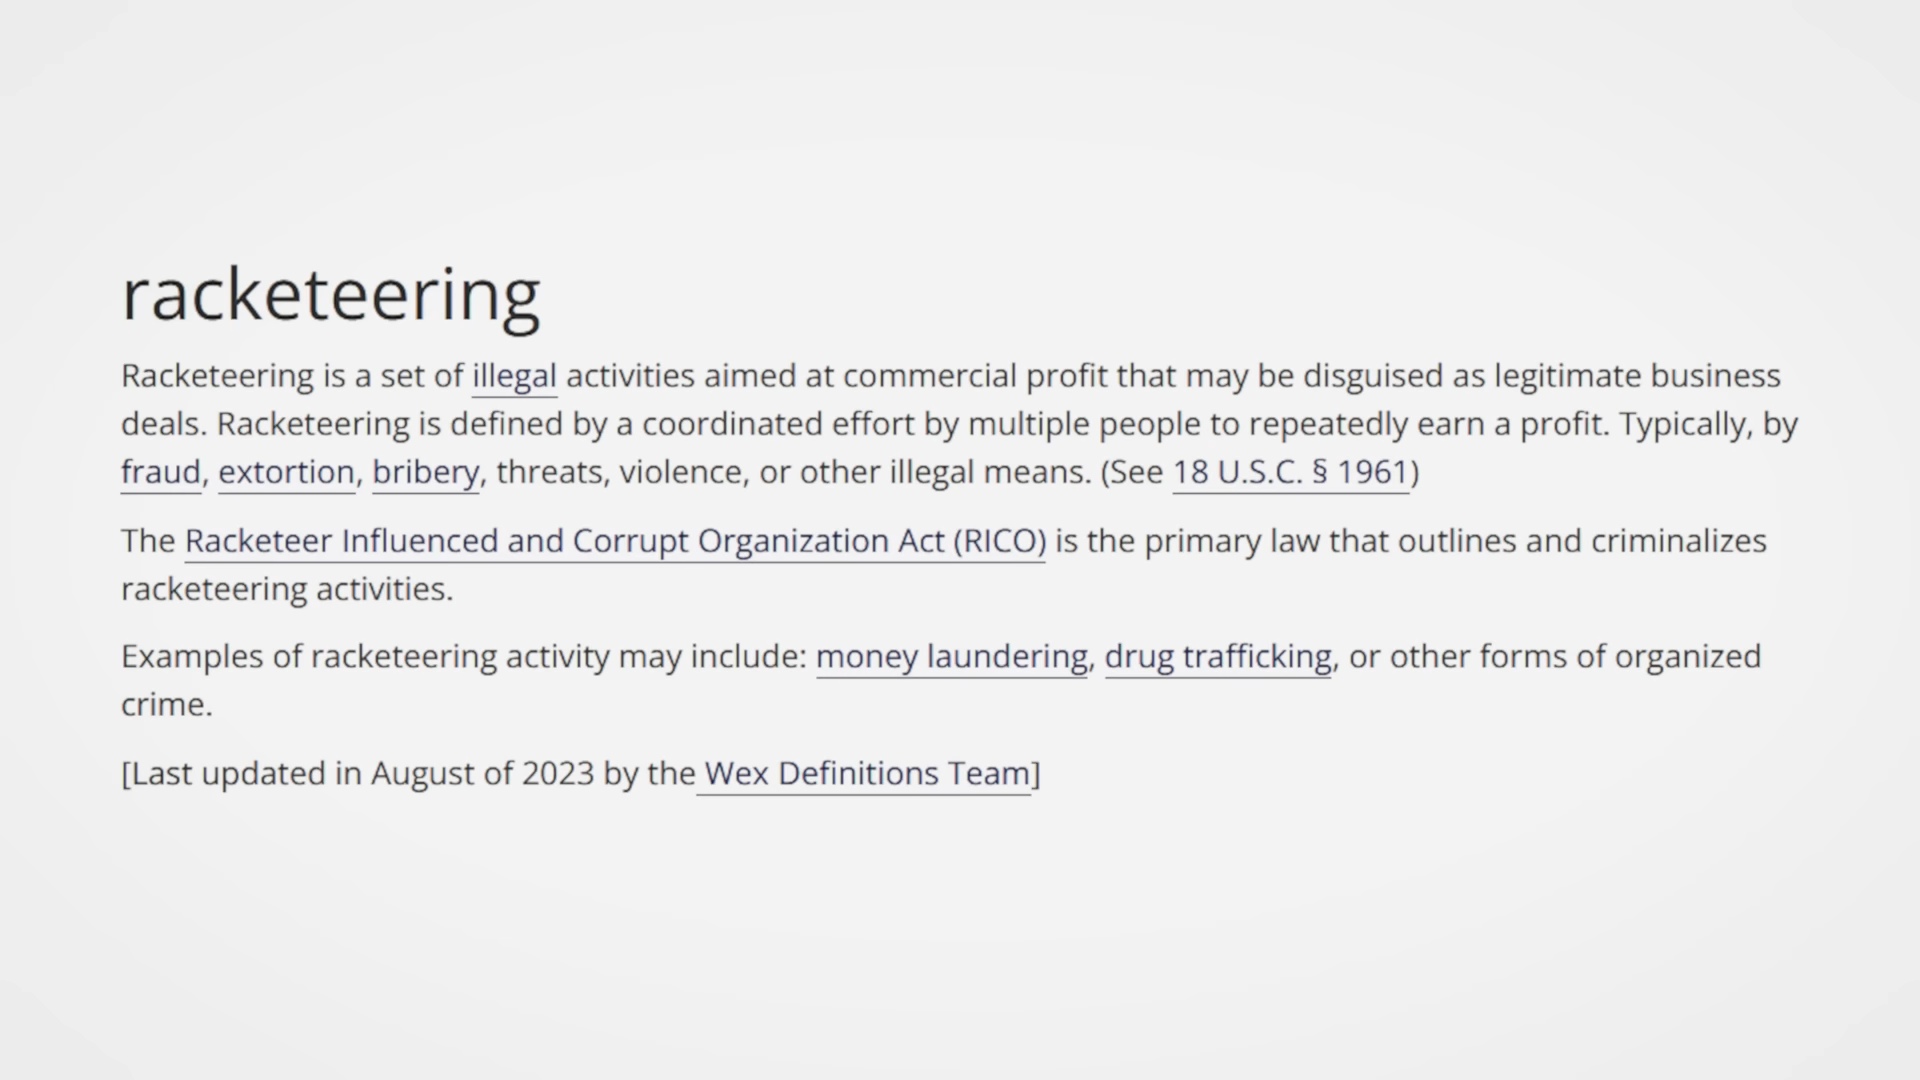 racketeering
Racketeering is a set of illegal activities aimed at commercial profit that may be disguised as legitimate business
deals. Racketeering is defined by a coordinated effort by multiple people to repeatedly earn a profit. Typically, by
fraud, extortion, bribery, threats, violence, or other illegal means. (See 18 U.S.C. § 1961)
The Racketeer Influenced and Corrupt Organization Act (RICO) is the primary law that outlines and criminalizes
racketeering activities.
Examples of racketeering activity may include: money laundering, drug trafficking, or other forms of organized
crime.
[Last updated in August of 2023 by the Wex Definitions Team]